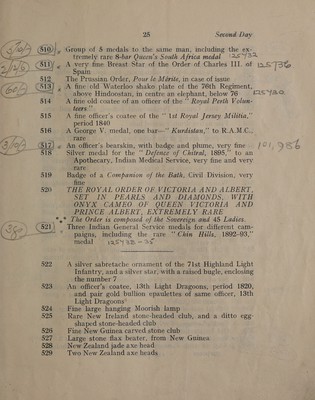 25
Second Day
510 Group of 5 medals to the same man, including the ex-
tremely rare 8-bar Queen's South Africa medal 125732
511 A very fine Breast Star of the Order of Charles III. of 125736
Spain
512 The Prussian Order, Pour le Mérite, in case of issue
60/- 513 A fine old Waterloo shako plate of the 76th Regiment,
above Hindoostan, in centre an elephant, below 76
514 A fine old coatee of an officer of the "Royal Perth Volun-
teers"
515 A fine officer's coatee of the "1st Royal Jersey Militia,"
period 1840
516 A George V. medal, one bar—"Kurdistan," to R.A.M.C.,
rare
517 An officer's bearskin, with badge and plume, very fine 101,986
518 Silver medal for the "Defence of Chitral, 1895," to an
Apothecary, Indian Medical Service, very fine and very
rare
519 Badge of a Companion of the Bath, Civil Division, very
fine
520 THE ROYAL ORDER OF VICTORIA AND ALBERT,
SET IN PEARLS AND DIAMONDS, WITH
ONYX CAMEO OF QUEEN VICTORIA AND
PRINCE ALBERT, EXTREMELY RARE
*** The Order is composed of the Sovereign and 45 Ladies.
521 Three Indian General Service medals for different cam-
paigns, including the rare "Chin Hills, 1892-93,"
medal 125733-35
522 A silver sabretache ornament of the 71st Highland Light
Infantry, and a silver star, with a raised bugle, enclosing
the number 7
523 An officer's coatee, 13th Light Dragoons, period 1820,
and pair gold bullion epaulettes of same officer, 13th
Light Dragoons
524 Fine large hanging Moorish lamp
525 Rare New Ireland stone-headed club, and a ditto egg
shaped stone-headed club
526 Fine New Guinea carved stone club
527 Large stone flax beater, from New Guinea
528 New Zealand jade axe head
529 Two New Zealand axe heads